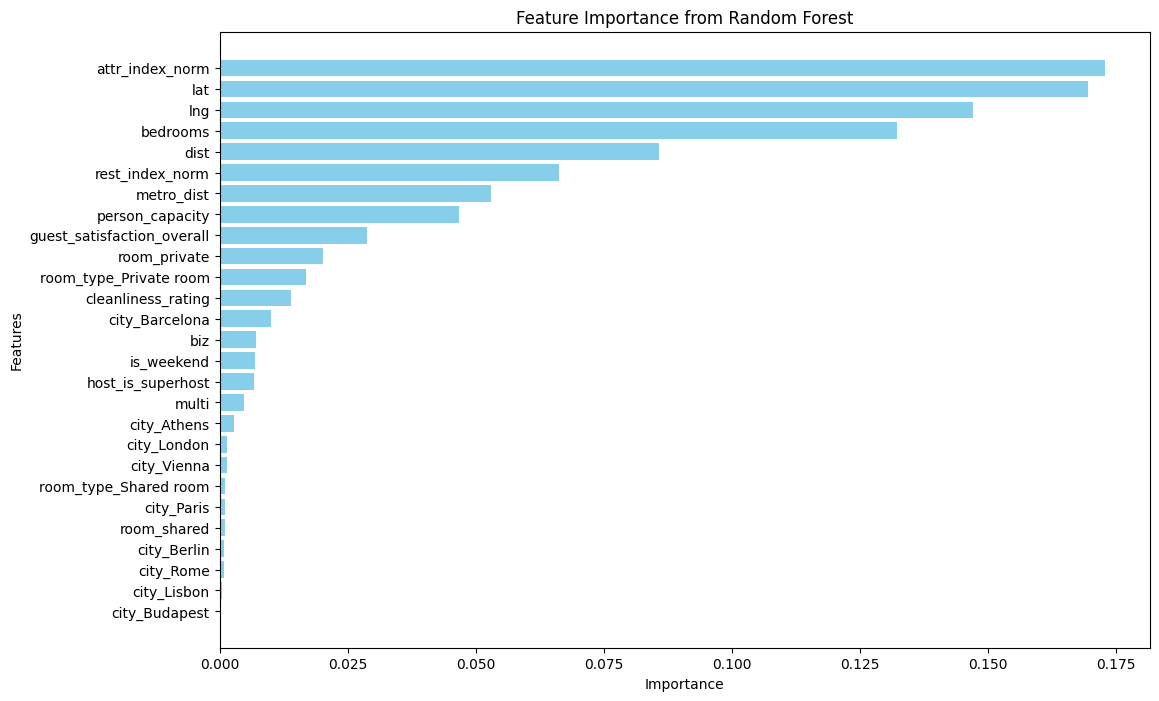 Feature Importance from Random Forest
attr_index_norm
lat
lng
bedrooms
dist
rest_index_norm
metro_dist
person_capacity
guest_satisfaction_overall
room_private
room_type_Private room
cleanliness_rating
city_Barcelona
biz
is_weekend
host_is_superhost
multi
city_Athens
city_London
city_Vienna
room_type_Shared room
city_Paris
room_shared
city_Berlin
city_Rome
city_Lisbon
city_Budapest
Features
0.000 0.025 0.050 0.075 0.100 0.125 0.150 0.175
Importance